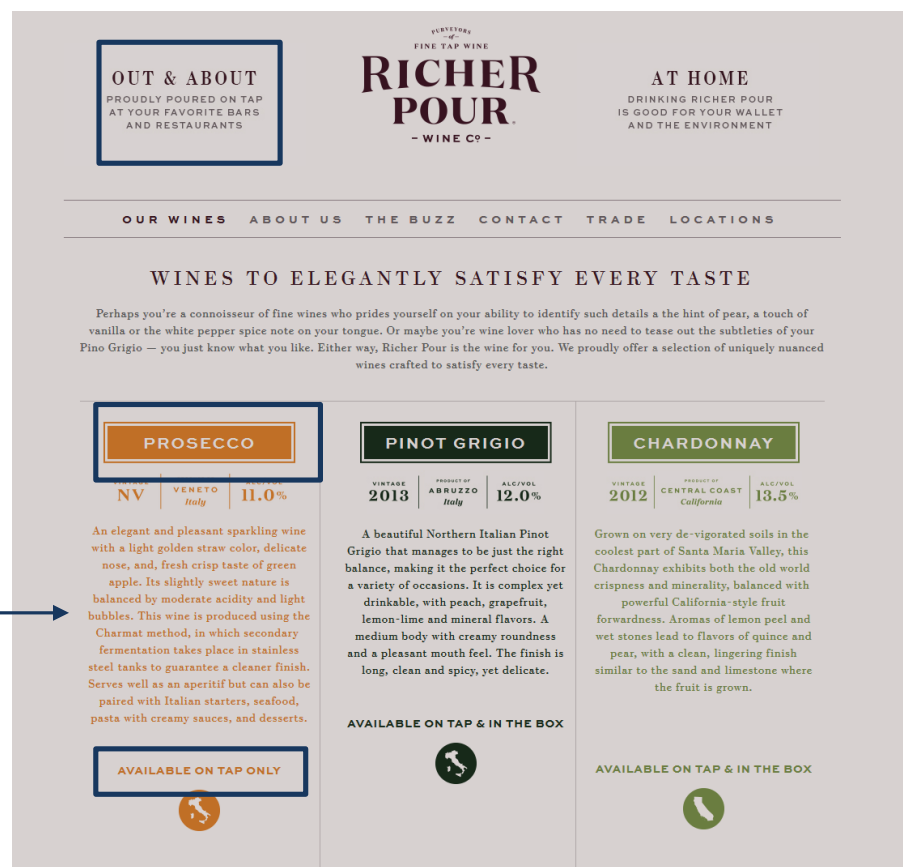 PURVEYORS
of
FINE TAP WINE
RICHER
POUR
- WINE Cº -
OUT & ABOUT
PROUDLY POURED ON TAP
AT YOUR FAVORITE BARS
AND RESTAURANTS
AT HOME
DRINKING RICHER POUR
IS GOOD FOR YOUR WALLET
AND THE ENVIRONMENT
OUR WINES ABOUT US THE BUZZ CONTACT TRADE LOCATIONS
WINES TO ELEGANTLY SATISFY EVERY TASTE
Perhaps you're a connoisseur of fine wines who prides yourself on your ability to identify such details a the hint of pear, a touch of
vanilla or the white pepper spice note on your tongue. Or maybe you're wine lover who has no need to tease out the subtleties of your
Pino Grigio — you just know what you like. Either way, Richer Pour is the wine for you. We proudly offer a selection of uniquely nuanced
wines crafted to satisfy every taste.
PROSECCO
VINTAGE
NV
VENETO
Italy
ALC/VOL
11.0%
An elegant and pleasant sparkling wine
with a light golden straw color, delicate
nose, and, fresh crisp taste of green
apple. Its slightly sweet nature is
balanced by moderate acidity and light
bubbles. This wine is produced using the
Charmat method, in which secondary
fermentation takes place in stainless
steel tanks to guarantee a cleaner finish.
Serves well as an aperitif but can also be
paired with Italian starters, seafood,
pasta with creamy sauces, and desserts.
AVAILABLE ON TAP ONLY
PINOT GRIGIO
VINTAGE
2013
PRODUCT OF
ABRUZZO
Italy
ALC/VOL
12.0%
A beautiful Northern Italian Pinot
Grigio that manages to be just the right
balance, making it the perfect choice for
a variety of occasions. It is complex yet
drinkable, with peach, grapefruit,
lemon-lime and mineral flavors. A
medium body with creamy roundness
and a pleasant mouth feel. The finish is
long, clean and spicy, yet delicate.
AVAILABLE ON TAP & IN THE BOX
CHARDONNAY
VINTAGE
2012
PRODUCT OF
CENTRAL COAST
California
ALC/VOL
13.5%
Grown on very de-vigorated soils in the
coolest part of Santa Maria Valley, this
Chardonnay exhibits both the old world
crispness and minerality, balanced with
powerful California-style fruit
forwardness. Aromas of lemon peel and
wet stones lead to flavors of quince and
pear, with a clean, lingering finish
similar to the sand and limestone where
the fruit is grown.
AVAILABLE ON TAP & IN THE BOX